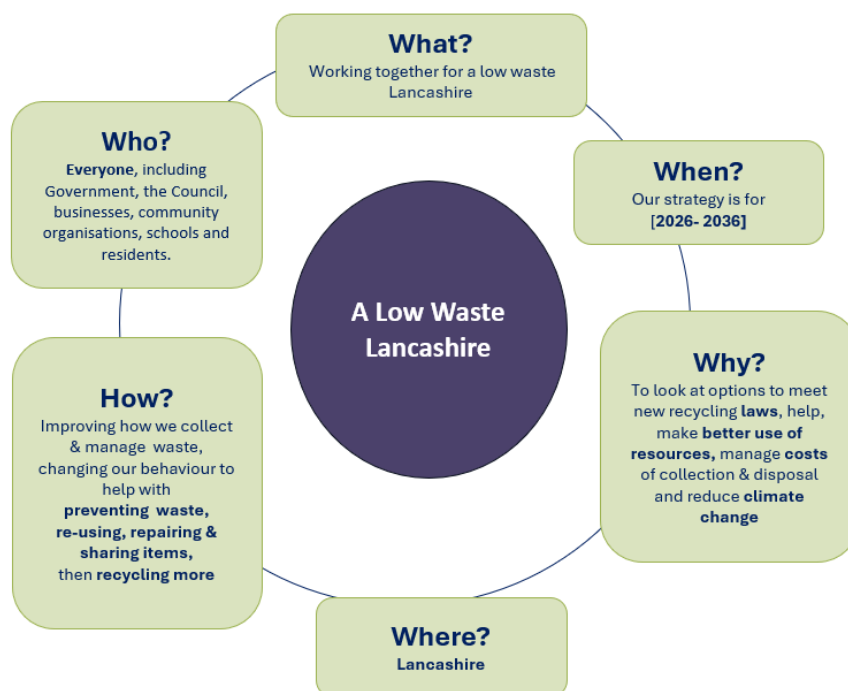 What?
Working together for a low waste
Lancashire
When?
Our strategy is for
[2026- 2036]
Why?
To look at options to meet
new recycling laws, help,
make better use of
resources, manage costs
of collection & disposal
and reduce climate
change
Where?
Lancashire
How?
Improving how we collect
& manage waste,
changing our behaviour to
help with
preventing waste,
re-using, repairing &
sharing items,
then recycling more
Who?
Everyone, including
Government, the Council,
businesses, community
organisations, schools and
residents.
A Low Waste
Lancashire